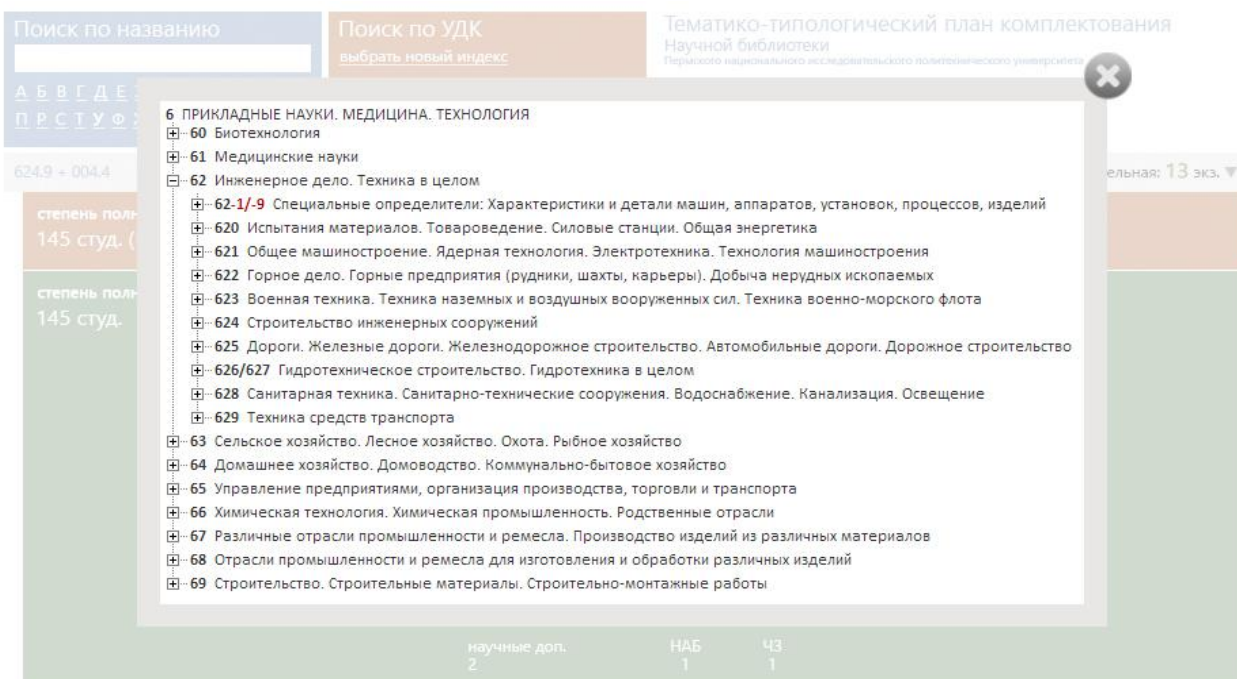 Поиск по названию
Поиск по УДК
выбрать новый индекс
Тематико-типологический план комплектования
Научной библиотеки
Пермского национального исследовательского политехнического университета
А Б В Г Д Е
П Р С Т У Ф
624.9 + 004.4
ельная: 13 экз. ▼
степень полн
145 студ. (
степень полн
145 студ.
6 ПРИКЛАДНЫЕ НАУКИ. МЕДИЦИНА. ТЕХНОЛОГИЯ
60 Биотехнология
61 Медицинские науки
62 Инженерное дело. Техника в целом
62-1/-9 Специальные определители: Характеристики и детали машин, аппаратов, установок, процессов, изделий
620 Испытания материалов. Товароведение. Силовые станции. Общая энергетика
621 Общее машиностроение. Ядерная технология. Электротехника. Технология машиностроения
622 Горное дело. Горные предприятия (рудники, шахты, карьеры). Добыча нерудных ископаемых
623 Военная техника. Техника наземных и воздушных вооруженных сил. Техника военно-морского флота
624 Строительство инженерных сооружений
625 Дороги. Железные дороги. Железнодорожное строительство. Автомобильные дороги. Дорожное строительство
626/627 Гидротехническое строительство. Гидротехника в целом
628 Санитарная техника. Санитарно-технические сооружения. Водоснабжение. Канализация. Освещение
629 Техника средств транспорта
63 Сельское хозяйство. Лесное хозяйство. Охота. Рыбное хозяйство
64 Домашнее хозяйство. Домоводство. Коммунально-бытовое хозяйство
65 Управление предприятиями, организация производства, торговли и транспорта
66 Химическая технология. Химическая промышленность. Родственные отрасли
67 Различные отрасли промышленности и ремесла. Производство изделий из различных материалов
68 Отрасли промышленности и ремесла для изготовления и обработки различных изделий
69 Строительство. Строительные материалы. Строительно-монтажные работы
научные доп. НАБ ЧЗ
2 1 1